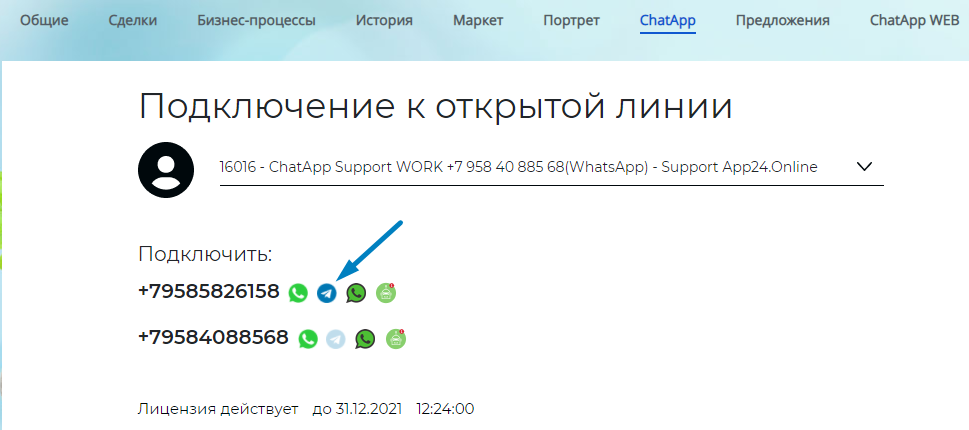 Общие Сделки Бизнес-процессы История Маркет Портрет ChatApp Предложения ChatApp WEB
Подключение к открытой линии
16016 - ChatApp Support WORK +7 958 40 885 68(WhatsApp) - Support App24.Online
Подключить:
+79585826158
+79584088568
Лицензия действует до 31.12.2021 12:24:00